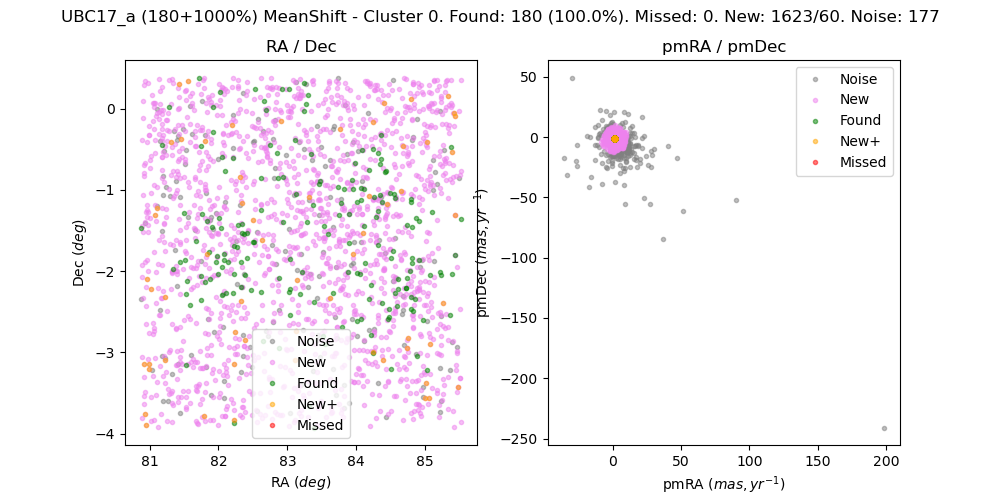 UBC17_a (180+1000%) MeanShift - Cluster 0. Found: 180 (100.0%). Missed: 0. New: 1623/60. Noise: 177
RA / Dec
Dec (deg)
0
−1
−2
−3
−4
81
82
83
84
85
RA (deg)
Noise
New
Found
New+
Missed
pmRA / pmDec
pmDec (mas, yr⁻¹)
50
0
−50
−100
−150
−200
−250
0
50
100
150
200
pmRA (mas, yr⁻¹)
Noise
New
Found
New+
Missed